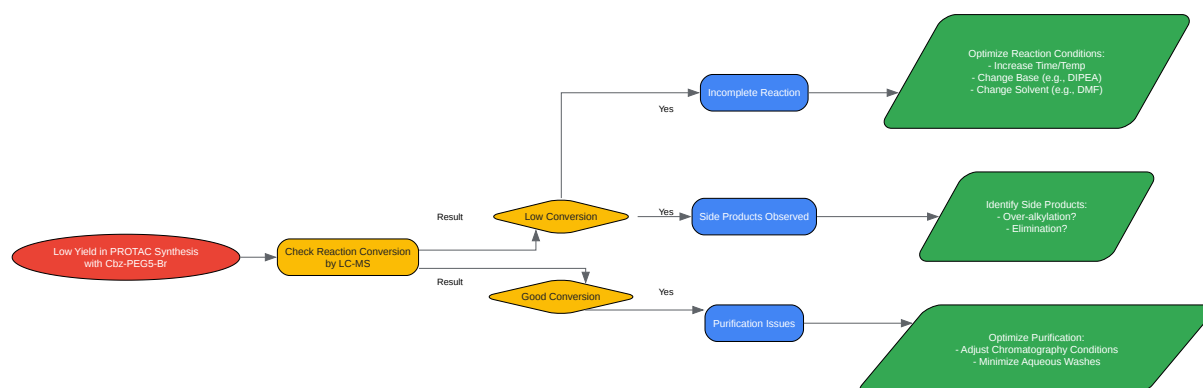 Low Yield in PROTAC Synthesis
with Cbz-PEG5-Br
Check Reaction Conversion
by LC-MS
Result
Result
Low Conversion
Good Conversion
Yes
Yes
Yes
Incomplete Reaction
Side Products Observed
Purification Issues
Optimize Reaction Conditions:
- Increase Time/Temp
- Change Base (e.g., DIPEA)
- Change Solvent (e.g., DMF)
Identify Side Products:
- Over-alkylation?
- Elimination?
Optimize Purification:
- Adjust Chromatography Conditions
- Minimize Aqueous Washes